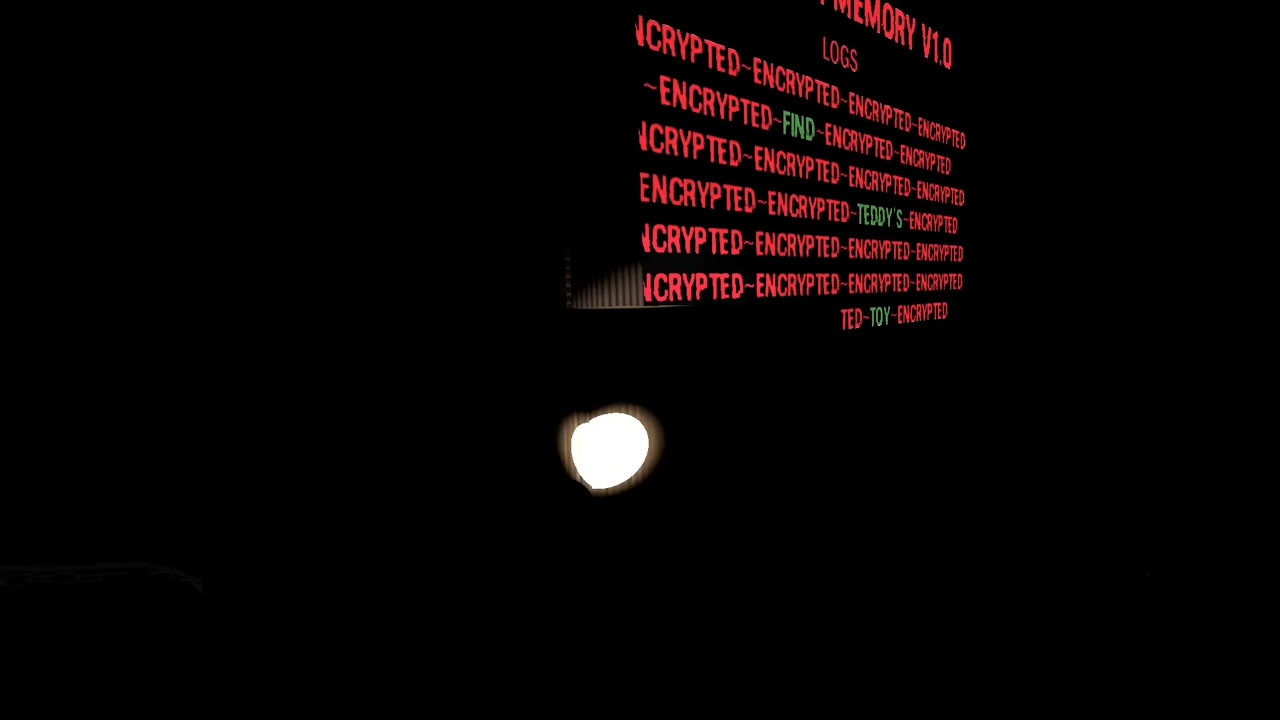 MEMORY V1.0
LOGS
NCRYPTED~ENCRYPTED~ENCRYPTED~ENCRYPTED
~ENCRYPTED~FIND~ENCRYPTED~ENCRYPTED
NCRYPTED~ENCRYPTED~ENCRYPTED~ENCRYPTED
ENCRYPTED~ENCRYPTED~TEDDY'S~ENCRYPTED
NCRYPTED~ENCRYPTED~ENCRYPTED~ENCRYPTED
NCRYPTED~ENCRYPTED~ENCRYPTED~ENCRYPTED
TED~TOY~ENCRYPTED